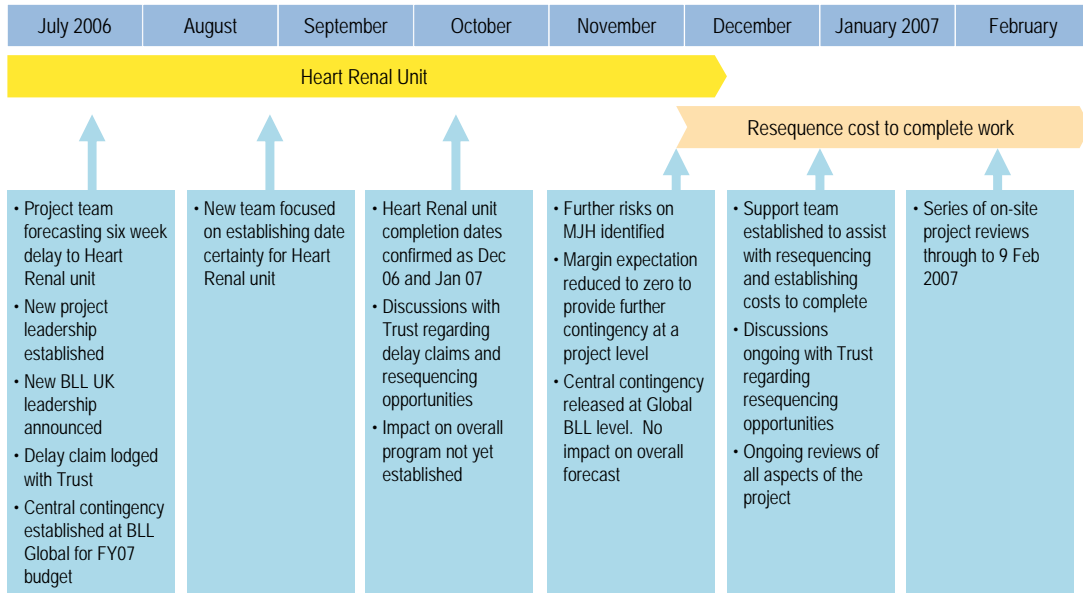 July 2006
August
September
October
November
December
January 2007
February
Heart Renal Unit
Resequence cost to complete work
• Project team
forecasting six week
delay to Heart
Renal unit
• New project
leadership
established
• New BLL UK
leadership
announced
• Delay claim lodged
with Trust
• Central contingency
established at BLL
Global for FY07
budget
• New team focused
on establishing date
certainty for Heart
Renal unit
• Heart Renal unit
completion dates
confirmed as Dec
06 and Jan 07
• Discussions with
Trust regarding
delay claims and
resequencing
opportunities
• Impact on overall
program not yet
established
• Further risks on
MJH identified
• Margin expectation
reduced to zero to
provide further
contingency at a
project level
• Central contingency
released at Global
BLL level.  No
impact on overall
forecast
• Support team
established to assist
with resequencing
and establishing
costs to complete
• Discussions
ongoing with Trust
regarding
resequencing
opportunities
• Ongoing reviews of
all aspects of the
project
• Series of on-site
project reviews
through to 9 Feb
2007